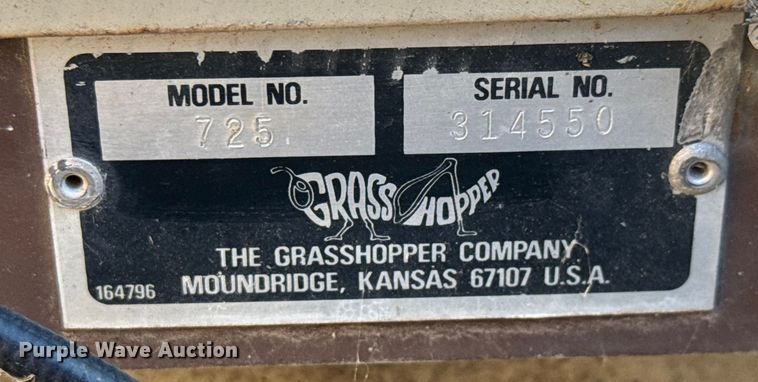 MODEL NO. SERIAL NO.
725 314550
GRASSHOPPER
THE GRASSHOPPER COMPANY
164796 MOUNDRIDGE, KANSAS 67107 U.S.A.
Purple Wave Auction